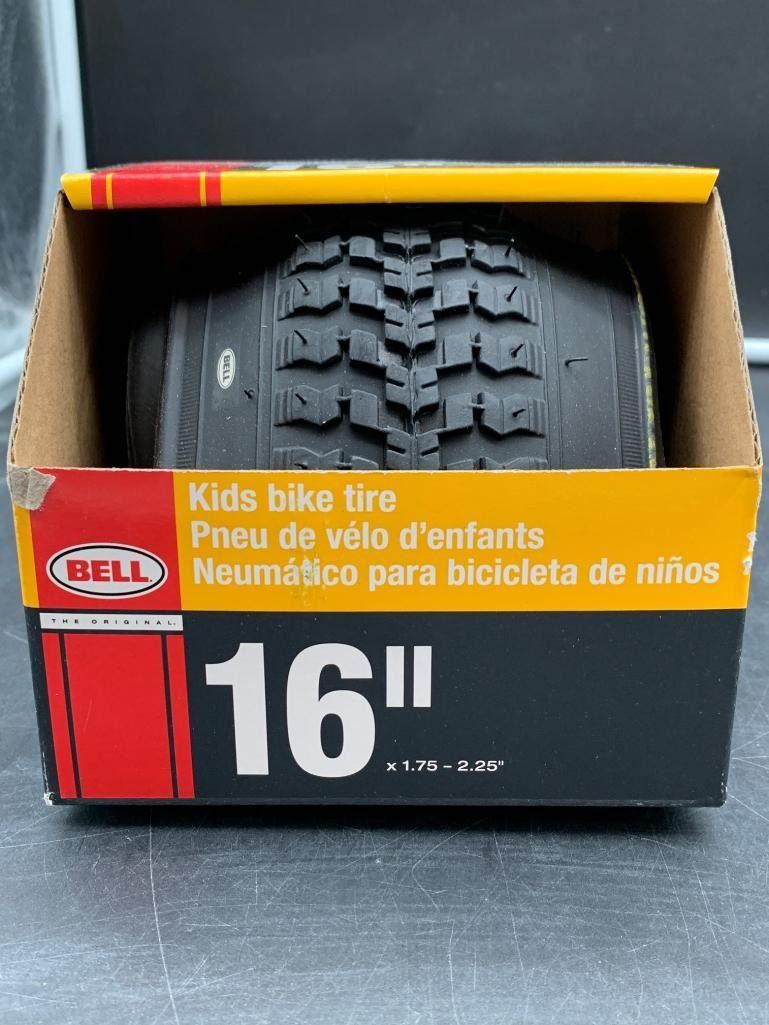 BELL
Kids bike tire
Pneu de vélo d'enfants
Neumático para bicicleta de niños
BELL
THE ORIGINAL.
16"
x 1.75 - 2.25"